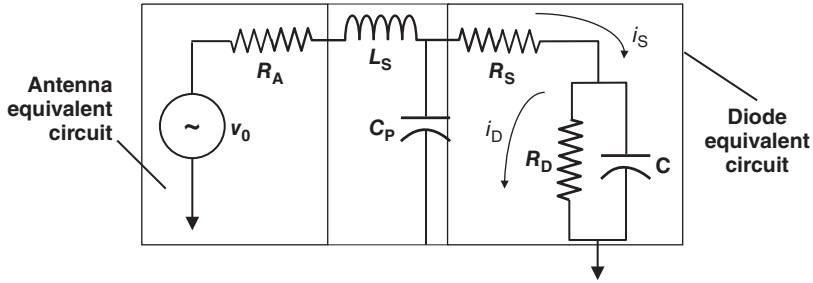 Antenna
equivalent
circuit
~
v0
RA
LS
CP
RS
iS
iD
RD
C
Diode
equivalent
circuit